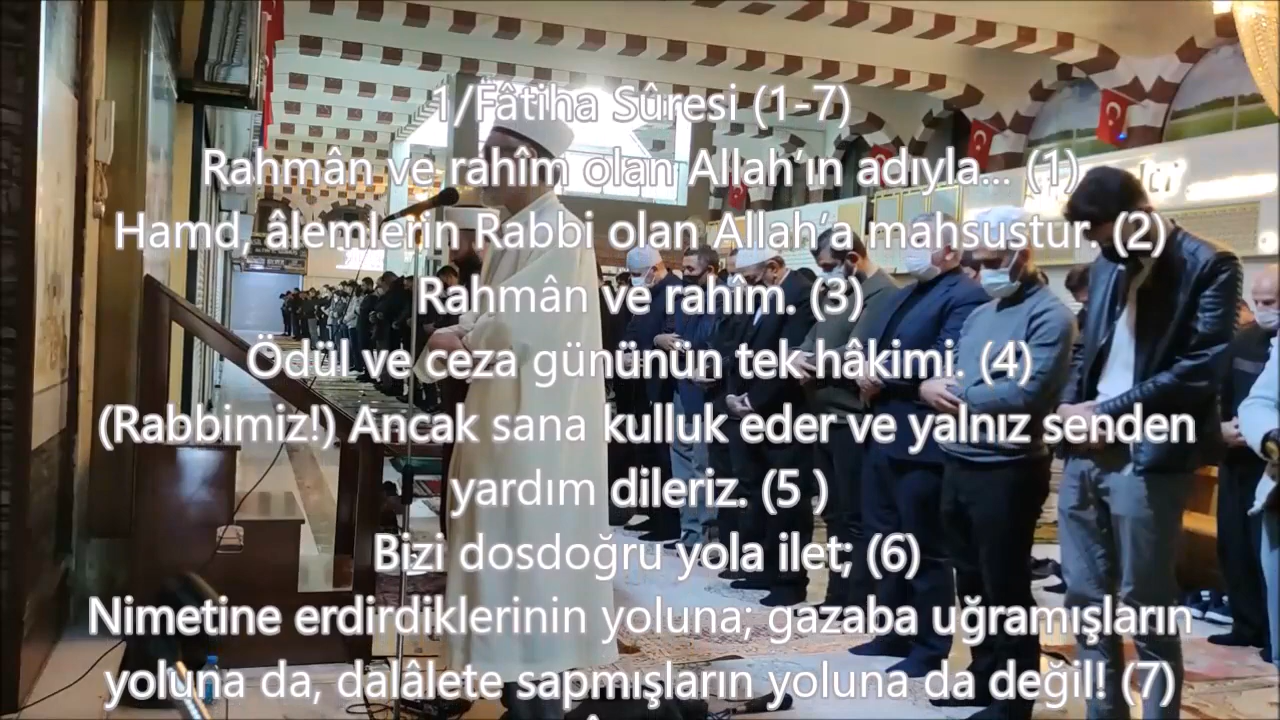 1/Fâtiha Sûresi (1-7)
Rahmân ve rahîm olan Allah’ın adıyla... (1)
Hamd, âlemlerin Rabbi olan Allah’a mahsustur. (2)
Rahmân ve rahîm. (3)
Ödül ve ceza gününün tek hâkimi. (4)
(Rabbimiz!) Ancak sana kulluk eder ve yalnız senden
yardım dileriz. (5 )
Bizi dosdoğru yola ilet; (6)
Nimetine erdirdiklerinin yoluna; gazaba uğramışların
yoluna da, dalâlete sapmışların yoluna da değil! (7)